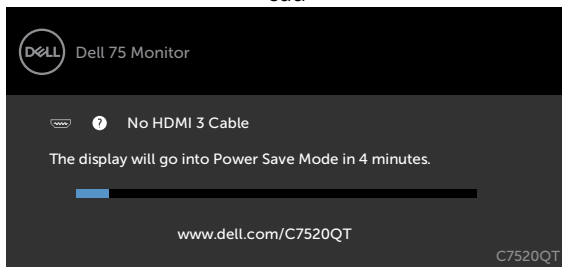 DELL Dell 75 Monitor
? No HDMI 3 Cable
The display will go into Power Save Mode in 4 minutes.
www.dell.com/C7520QT
C7520QT